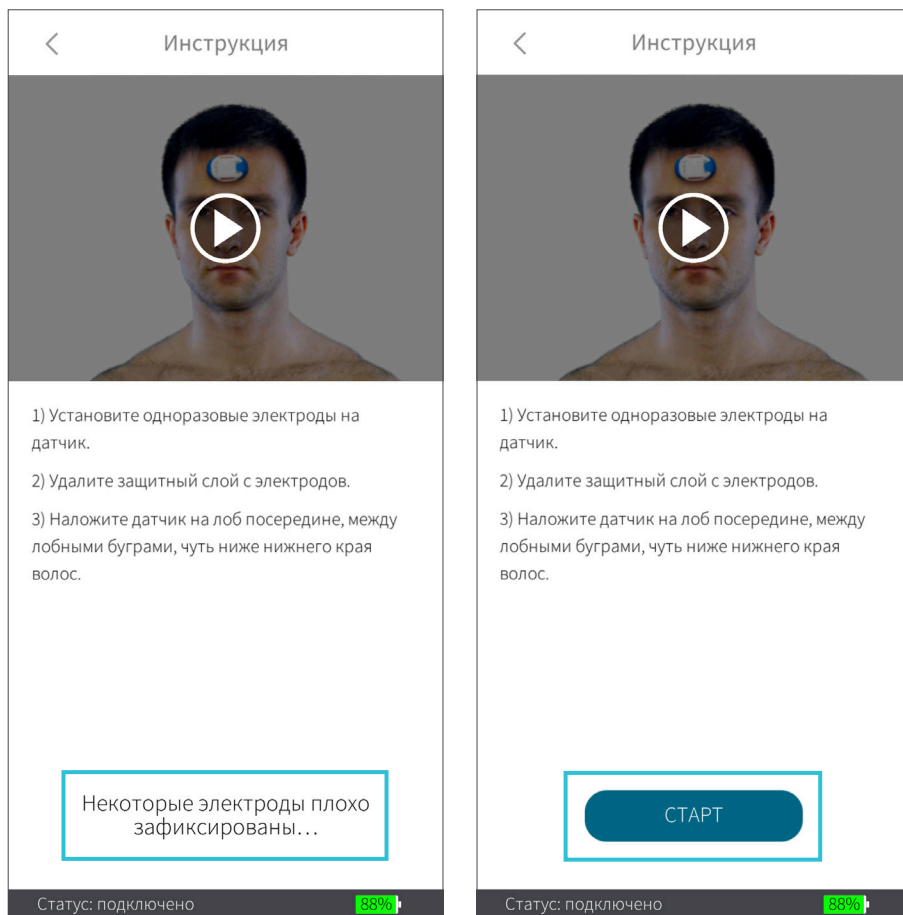 Инструкция
1) Установите одноразовые электроды на
датчик.
2) Удалите защитный слой с электродов.
3) Наложите датчик на лоб посередине, между
лобными буграми, чуть ниже нижнего края
волос.
Некоторые электроды плохо
зафиксированы...
Статус: подключено
88%
Инструкция
1) Установите одноразовые электроды на
датчик.
2) Удалите защитный слой с электродов.
3) Наложите датчик на лоб посередине, между
лобными буграми, чуть ниже нижнего края
волос.
СТАРТ
Статус: подключено
88%